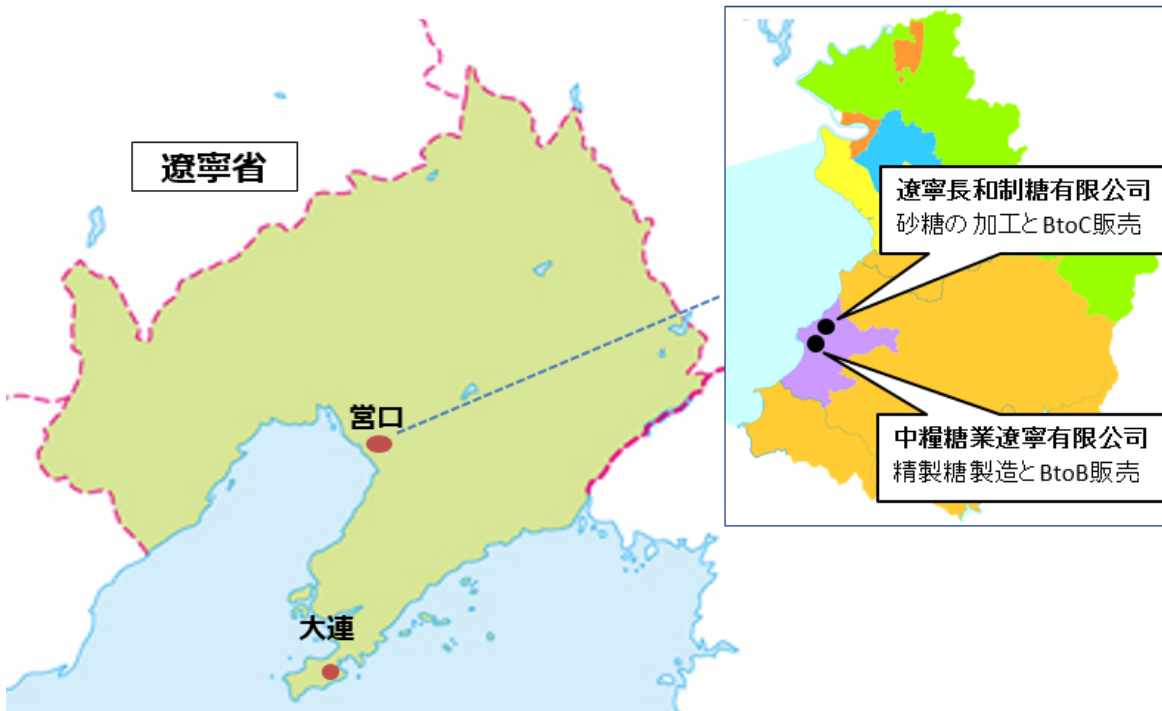 遼寧省
営口
大連
遼寧長和制糖有限公司
砂糖の加工とBtoC販売
中糧糖業遼寧有限公司
精製糖製造とBtoB販売